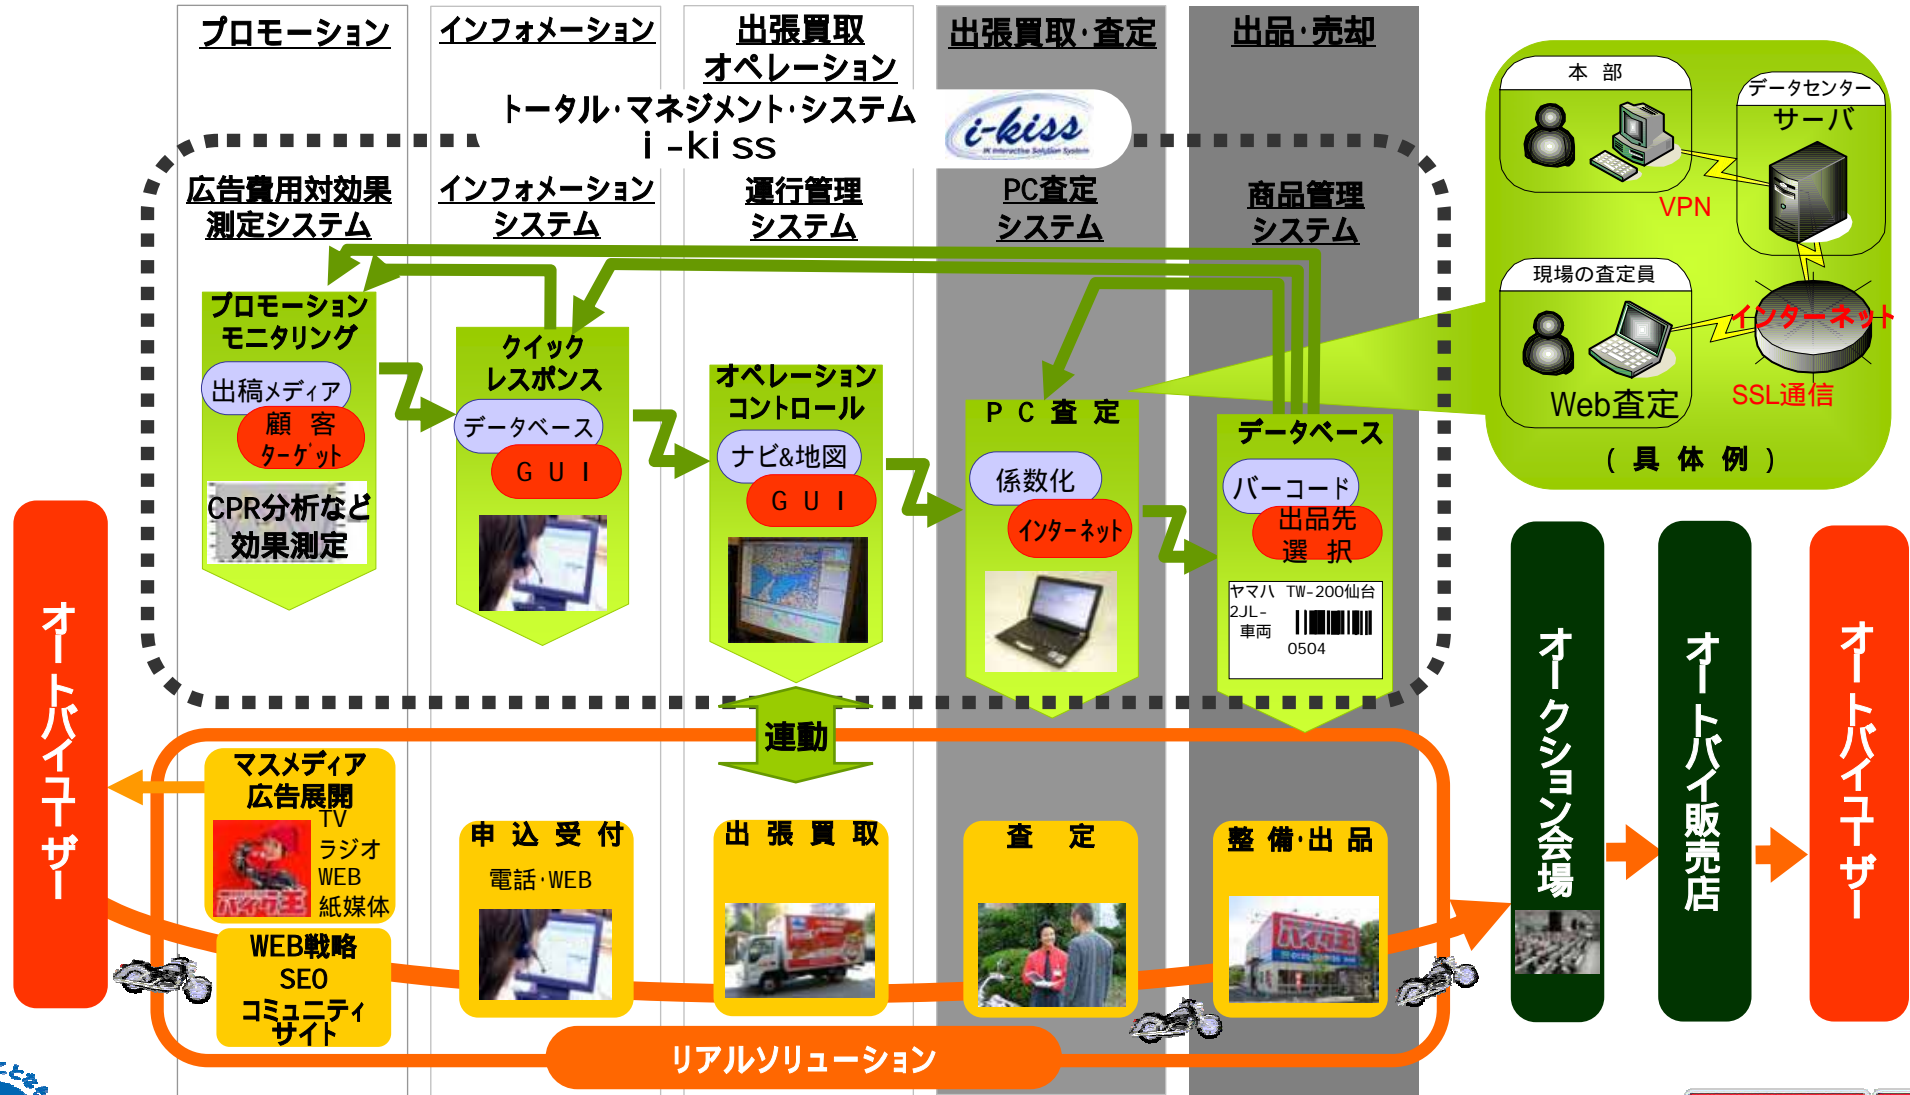 プロモーション
インフォメーション
出張買取
オペレーション
出張買取・査定
出品・売却
トータル・マネジメント・システム
i-kiss
i-kiss
IK Interactive Solution System
広告費用対効果
測定システム
インフォメーション
システム
運行管理
システム
PC査定
システム
商品管理
システム
プロモーション
モニタリング
出稿メディア
顧 客
ターゲット
CPR分析など
効果測定
クイック
レスポンス
データベース
G U I
オペレーション
コントロール
ナビ&地図
G U I
P C 査 定
係数化
インターネット
データベース
バーコード
出品先
選 択
ヤマハ TW-200仙台
2JL-
車両
0504
本 部
データセンター
サーバ
VPN
現場の査定員
インターネット
Web査定
SSL通信
( 具 体 例 )
連動
オートバイユーザー
マスメディア
広告展開
TV
ラジオ
WEB
紙媒体
バイク王
WEB戦略
SEO
コミュニティ
サイト
申 込 受 付
電話・WEB
出 張 買 取
査 定
整 備・出 品
バイク王
リアルソリューション
オークション会場
オートバイ販売店
オートバイユーザー